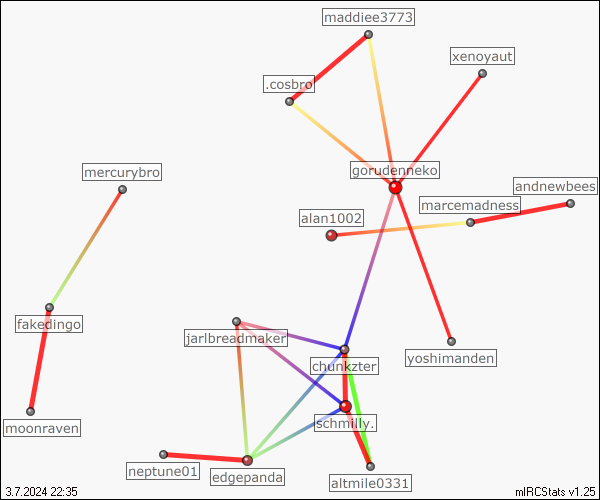 maddiee3773
xenoyaut
.cosbro
gorudenneko
mercurybro
andnewbees
marcemadness
alan1002
fakedingo
jarlbreadmaker
yoshimanden
chunkzter
schmilly.
moonraven
neptune01
edgepanda
altmile0331
3.7.2024 22:35
mIRCStats v1.25